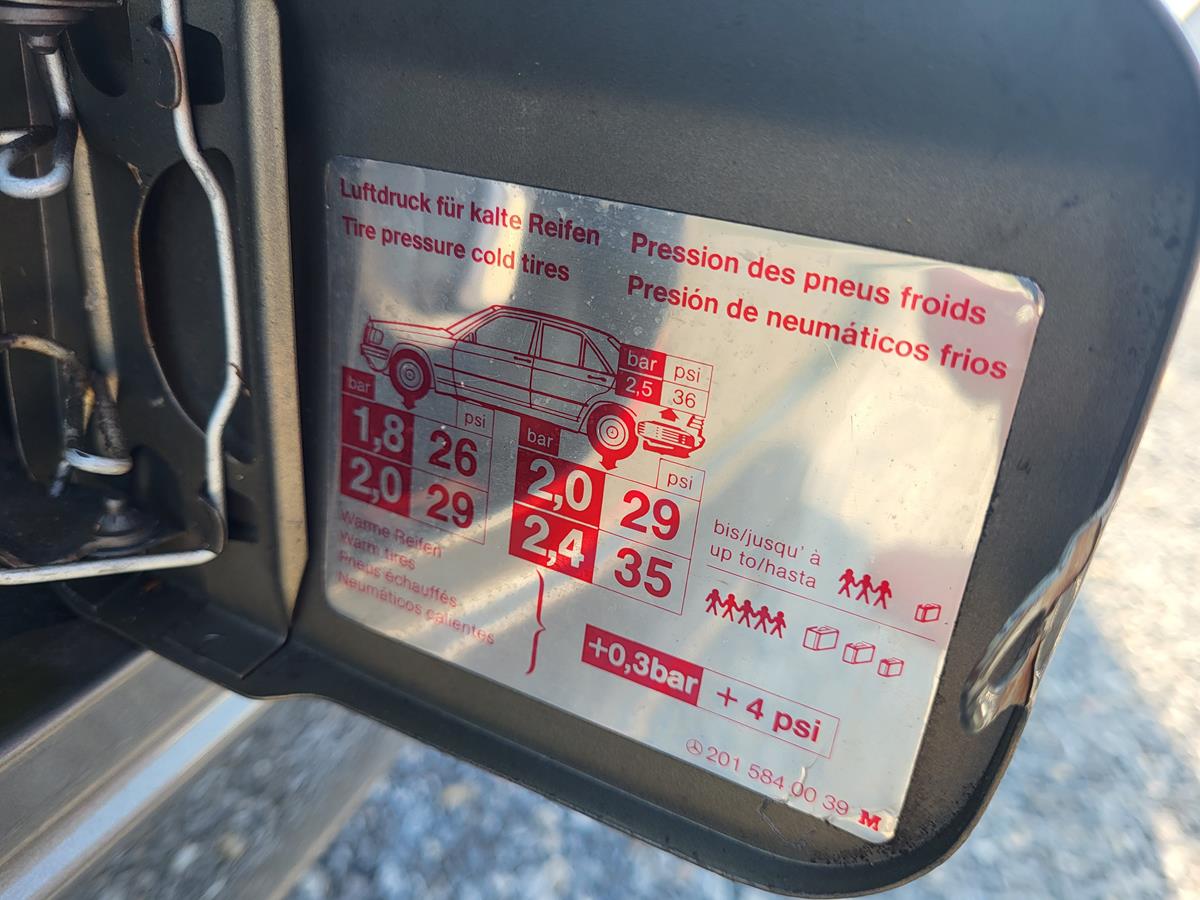 Luftdruck für kalte Reifen
Tire pressure cold tires
Pression des pneus froids
Presión de neumáticos frios
bar psi
2,5 36
bar psi
1,8 26
2,0 29
bar psi
2,0 29
2,4 35
bis/jusqu' à
up to/hasta
Warme Reifen
Warm tires
Pneus échauffés
Neumáticos calientes
+0,3bar + 4 psi
201 584 00 39 M